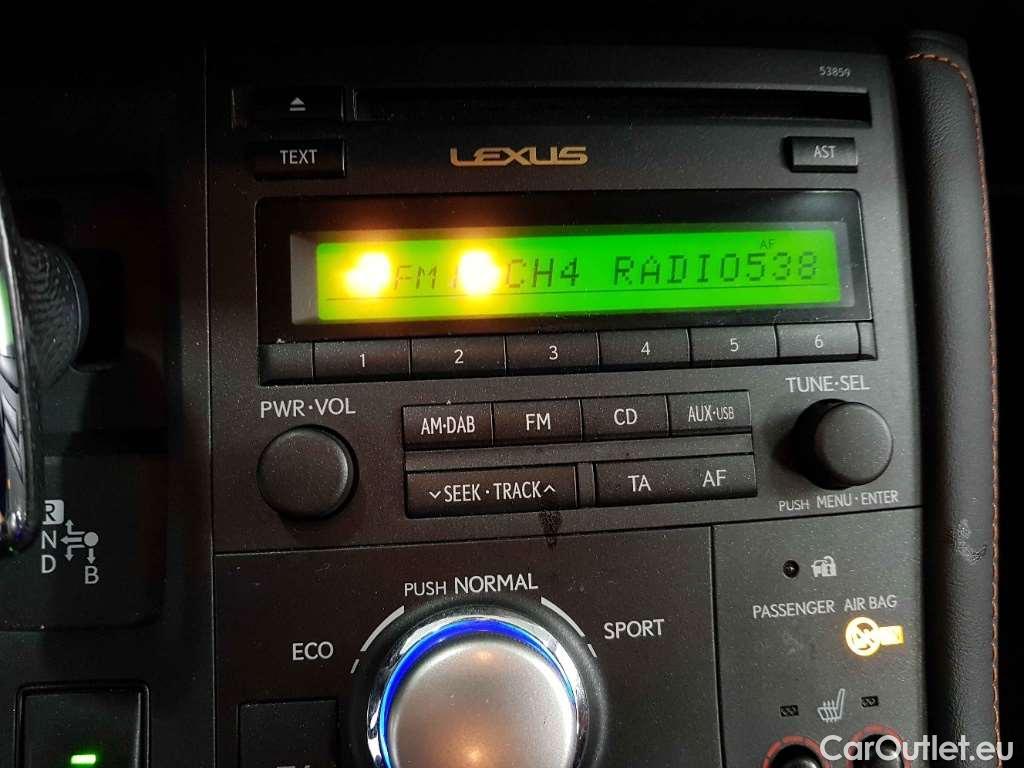 53859
TEXT
LEXUS
AST
AF
FM1 CH4 RADIO538
1 2 3 4 5 6
PWR·VOL
TUNE·SEL
AM·DAB FM CD AUX·USB
SEEK·TRACK TA AF
PUSH MENU·ENTER
R
N
D
B
PUSH NORMAL
ECO
SPORT
PASSENGER AIR BAG
CarOutlet.eu